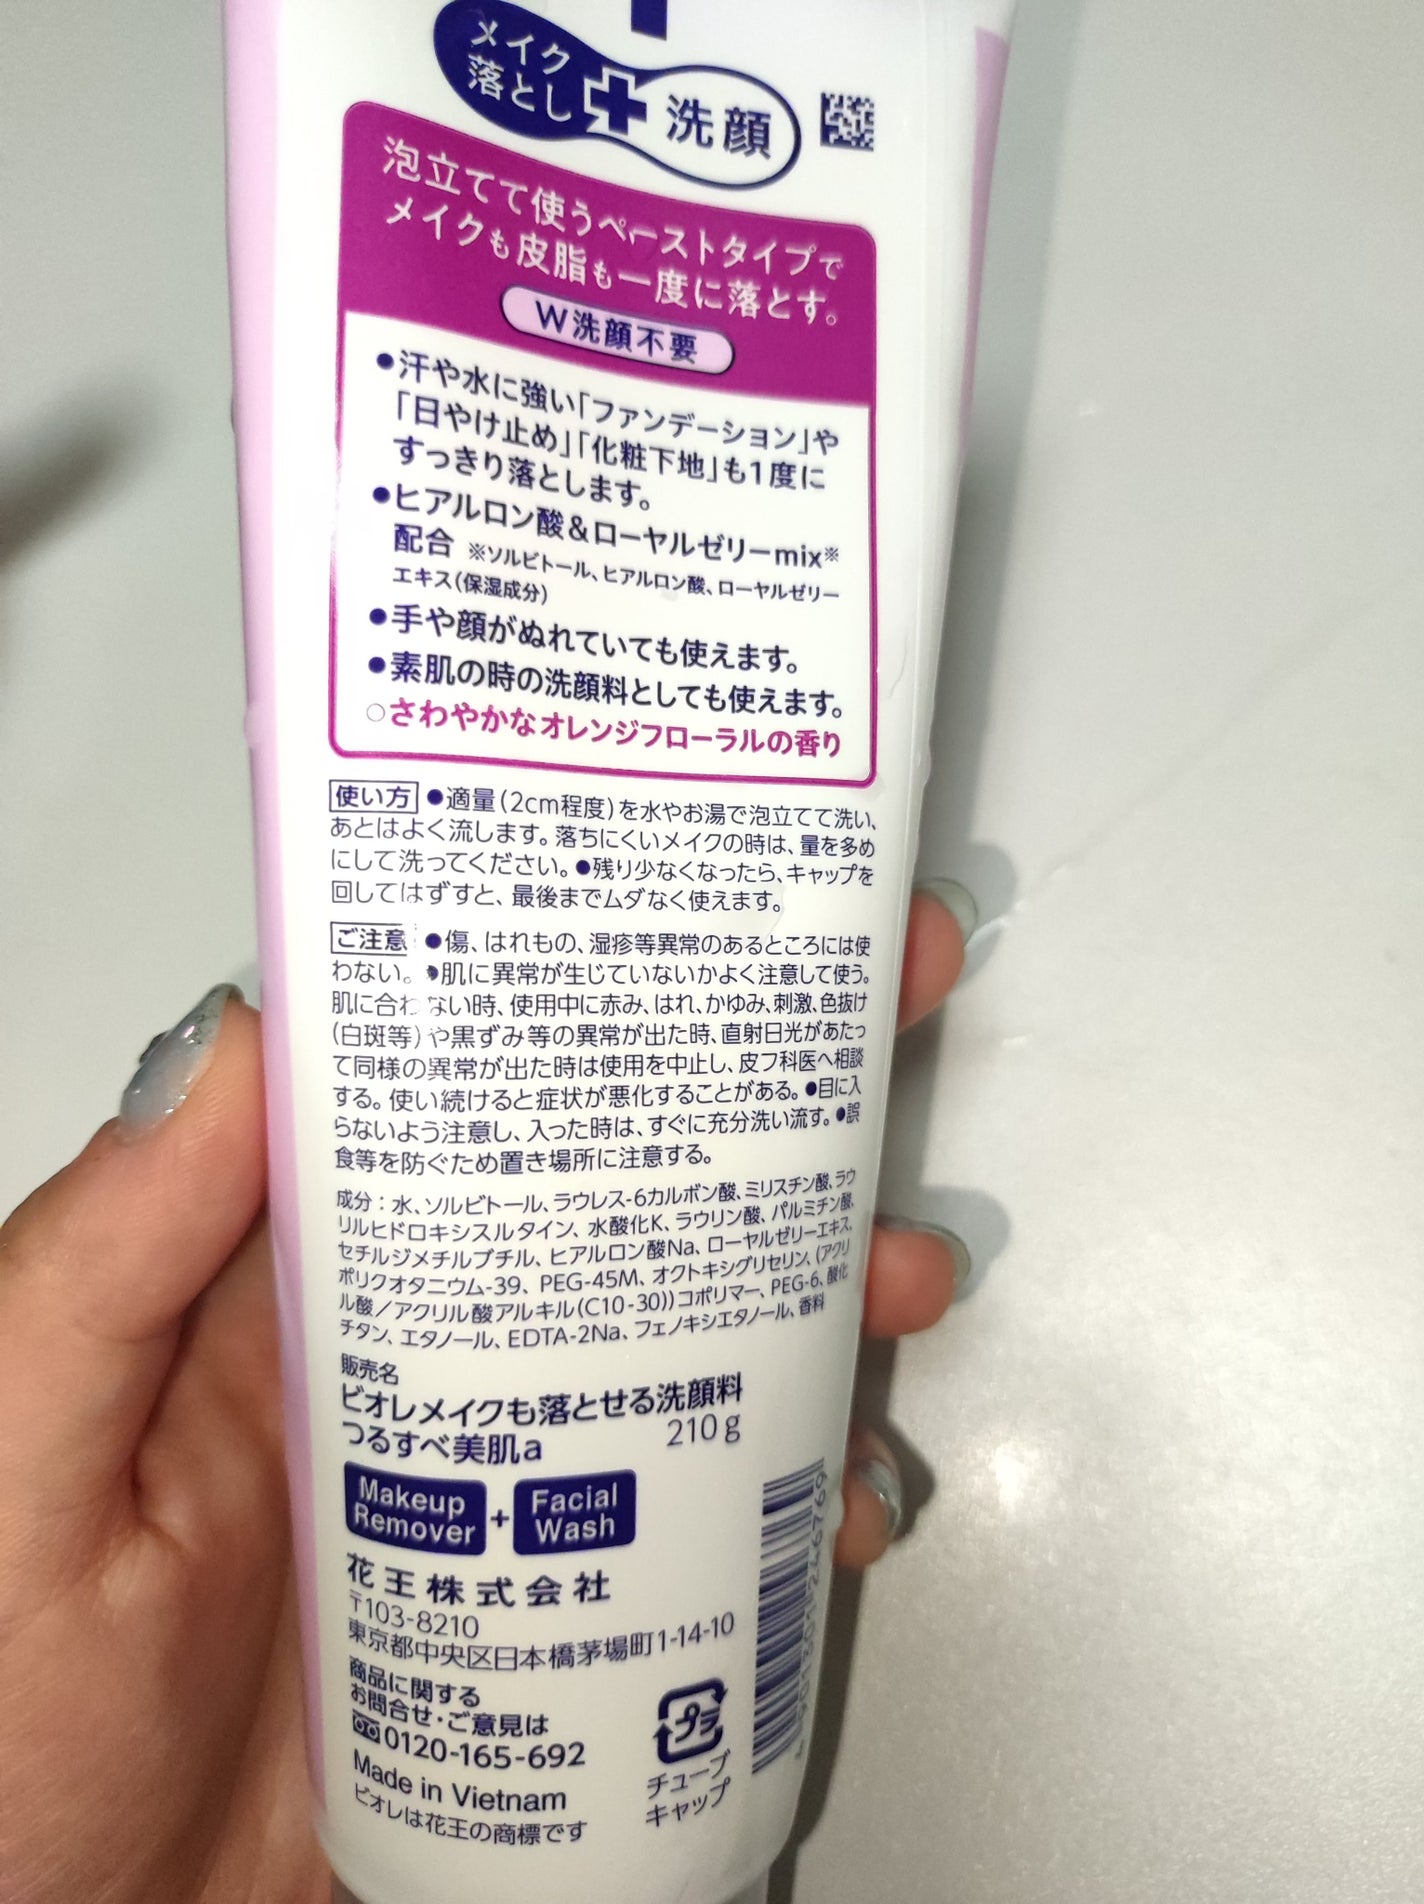 メイク
落とし
洗顔
泡立てて使うペーストタイプで
メイクも皮脂も一度に落とす。
W洗顔不要
●汗や水に強い「ファンデーション」や
「日やけ止め」「化粧下地」も1度に
すっきり落とします。
●ヒアルロン酸&ローヤルゼリーmix※
配合 ※ソルビトール、ヒアルロン酸、ローヤルゼリー
エキス(保湿成分)
●手や顔がぬれていても使えます。
●素肌の時の洗顔料としても使えます。
○さわやかなオレンジフローラルの香り
使い方 ●適量(2cm程度)を水やお湯で泡立てて洗い、
あとはよく流します。落ちにくいメイクの時は、量を多め
にして洗ってください。●残り少なくなったら、キャップを
回してはずすと、最後までムダなく使えます。
ご注意 ●傷、はれもの、湿疹等異常のあるところには使
わない。●肌に異常が生じていないかよく注意して使う。
肌に合わない時、使用中に赤み、はれ、かゆみ、刺激、色抜け
(白斑等)や黒ずみ等の異常が出た時、直射日光があたっ
て同様の異常が出た時は使用を中止し、皮フ科医へ相談
する。使い続けると症状が悪化することがある。●目に入
らないよう注意し、入った時は、すぐに充分洗い流す。●誤
食等を防ぐため置き場所に注意する。
成分:水、ソルビトール、ラウレス-6カルボン酸、ミリスチン酸、ラウ
リルヒドロキシスルタイン、水酸化K、ラウリン酸、パルミチン酸、
セチルジメチルブチル、ヒアルロン酸Na、ローヤルゼリーエキス、
ポリクオタニウム-39、PEG-45M、オクトキシグリセリン、(アクリ
ル酸/アクリル酸アルキル(C10-30))コポリマー、PEG-6、酸化
チタン、エタノール、EDTA-2Na、フェノキシエタノール、香料
販売名
ビオレメイクも落とせる洗顔料
つるすべ美肌a 210g
Makeup
Remover
+
Facial
Wash
花王株式会社
〒103-8210
東京都中央区日本橋茅場町1-14-10
商品に関する
お問合せ・ご意見は
0120-165-692
Made in Vietnam
ビオレは花王の商標です
プラ
チューブ
キャップ